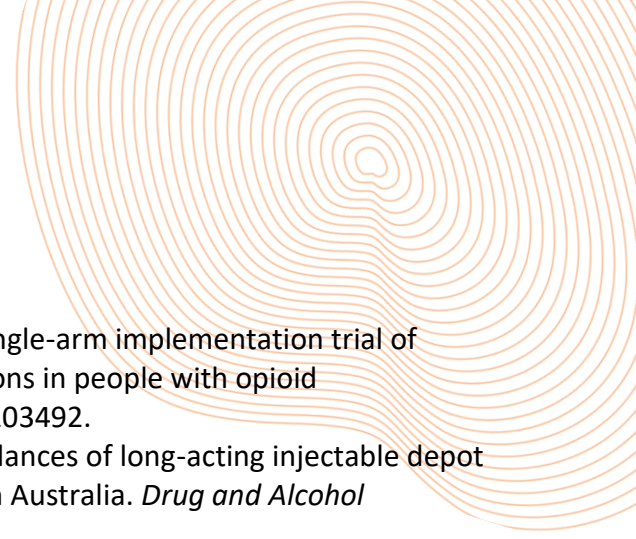 ngle-arm implementation trial of
ons in people with opioid
03492.
lances of long-acting injectable depot
Australia. Drug and Alcohol